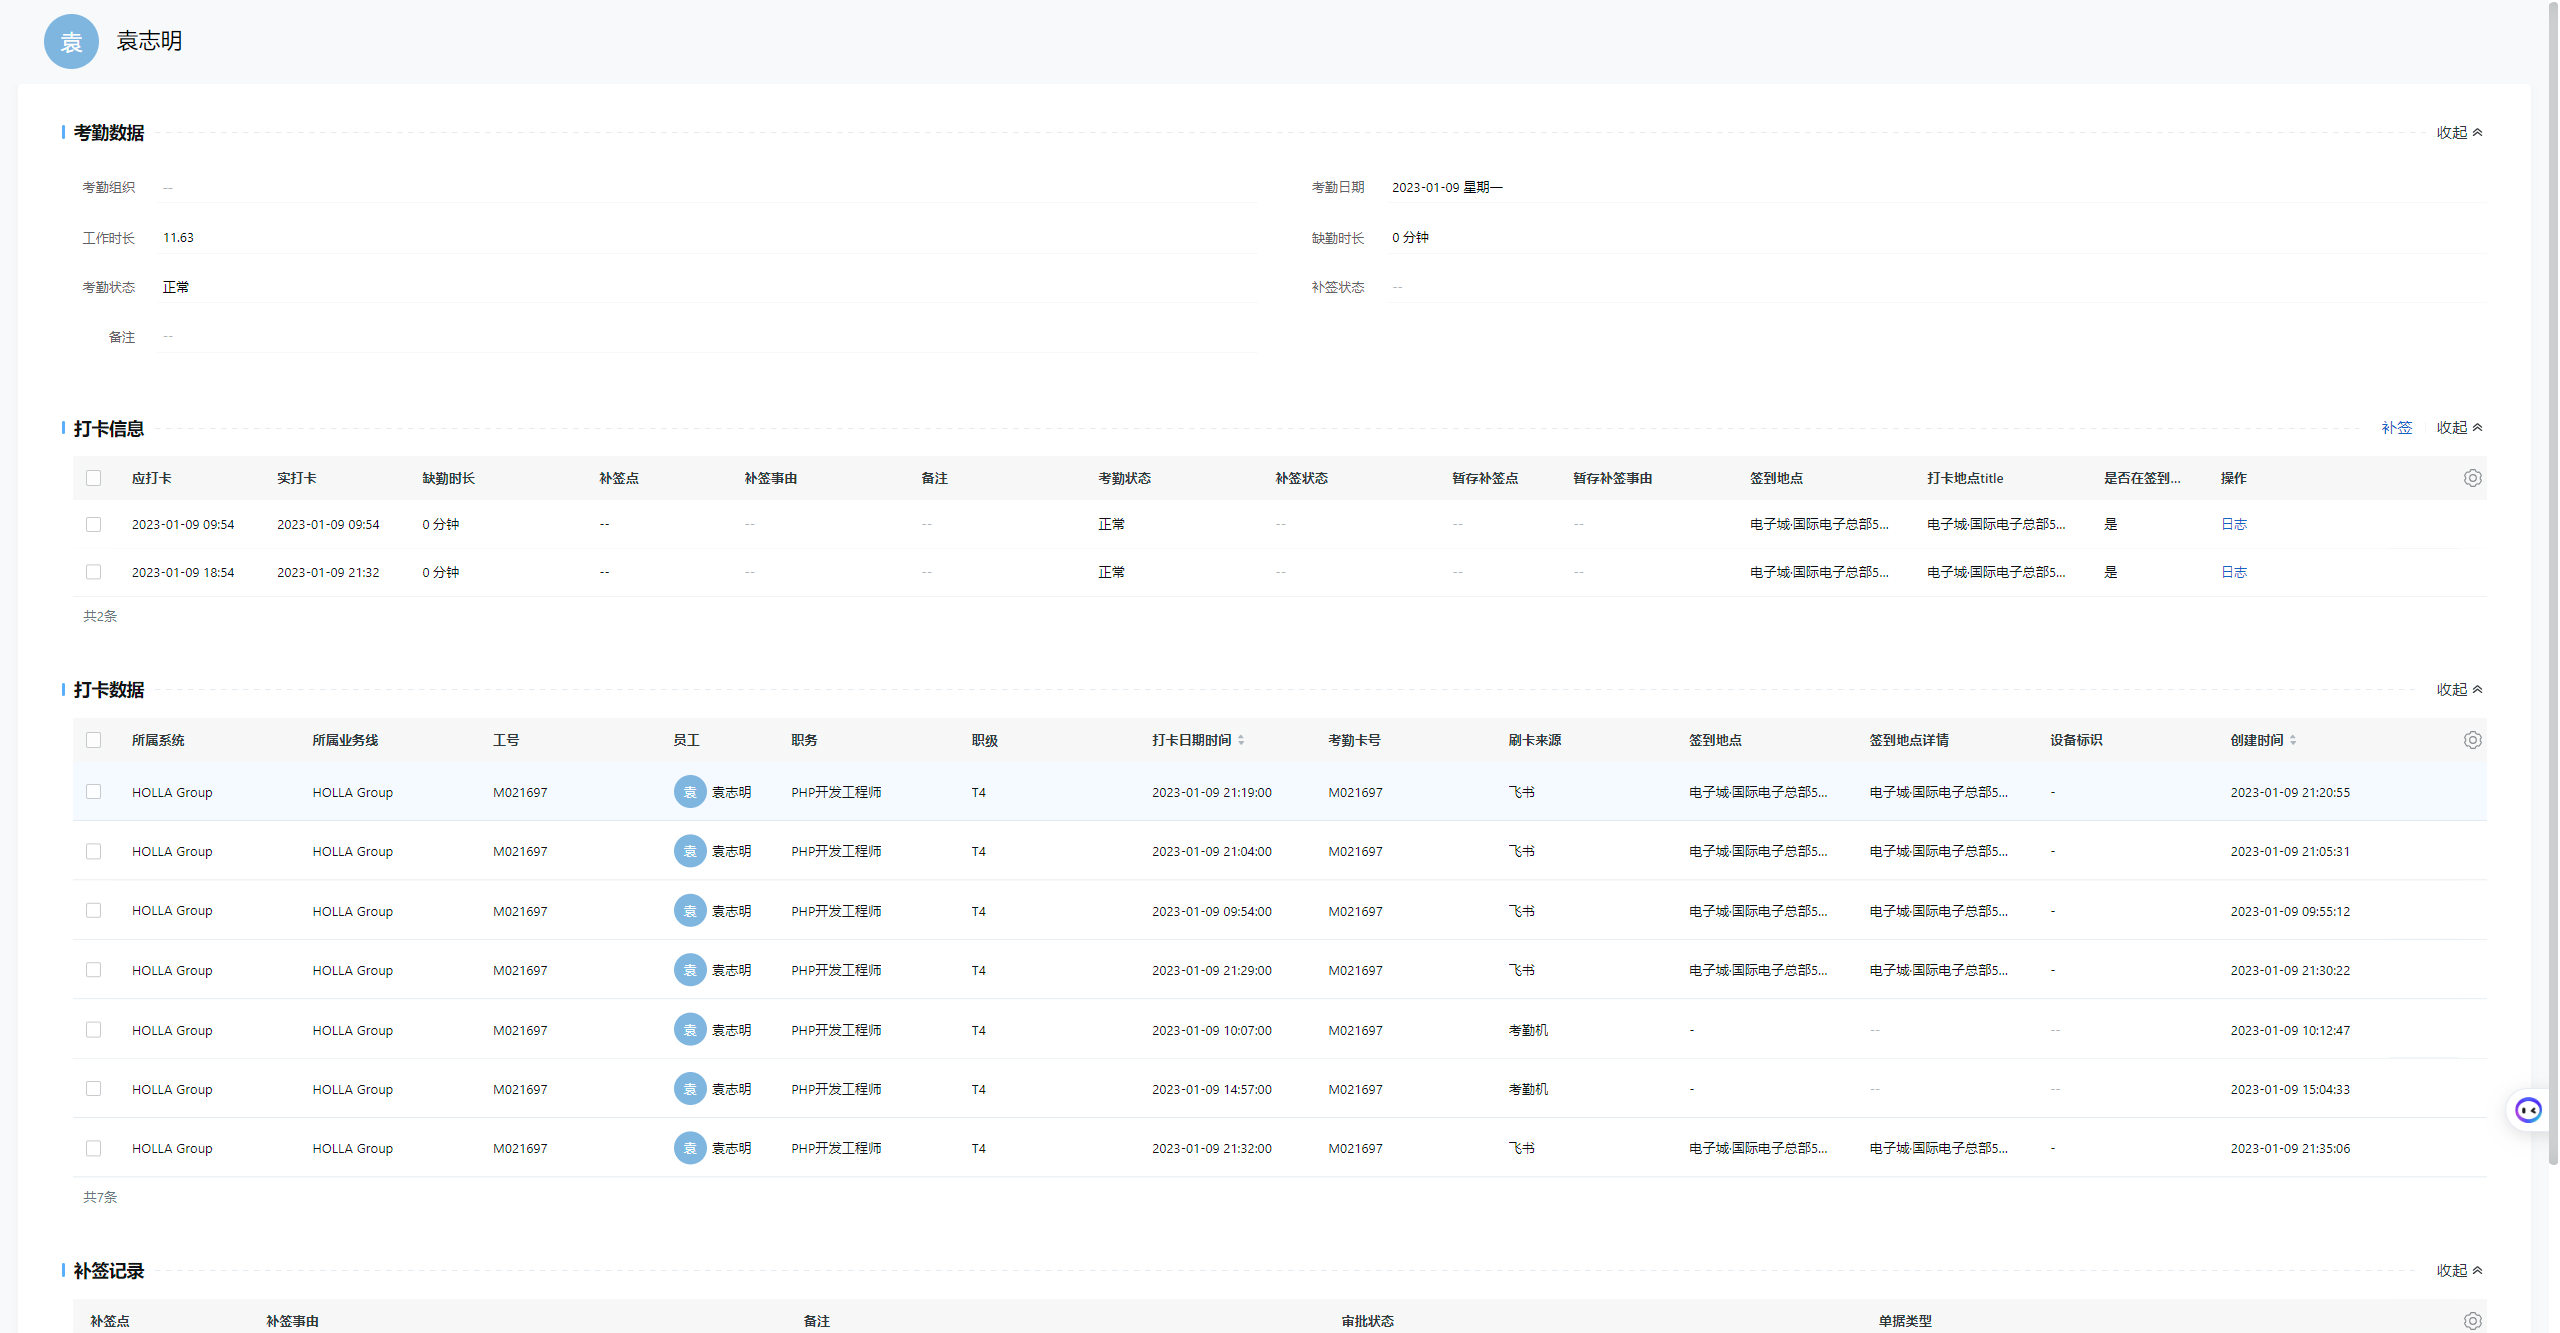 袁 袁志明
考勤数据 收起
考勤组织 -- 考勤日期 2023-01-09 星期一
工作时长 11.63 缺勤时长 0 分钟
考勤状态 正常 补签状态 --
备注 --
打卡信息 补签 收起
应打卡 实打卡 缺勤时长 补签点 补签事由 备注 考勤状态 补签状态 暂存补签点 暂存补签事由 签到地点 打卡地点title 是否在签到... 操作
2023-01-09 09:54 2023-01-09 09:54 0 分钟 -- -- -- 正常 -- -- -- 电子城·国际电子总部5... 电子城·国际电子总部5... 是 日志
2023-01-09 18:54 2023-01-09 21:32 0 分钟 -- -- -- 正常 -- -- -- 电子城·国际电子总部5... 电子城·国际电子总部5... 是 日志
共2条
打卡数据 收起
所属系统 所属业务线 工号 员工 职务 职级 打卡日期时间 考勤卡号 刷卡来源 签到地点 签到地点详情 设备标识 创建时间
HOLLA Group HOLLA Group M021697 袁 袁志明 PHP开发工程师 T4 2023-01-09 21:19:00 M021697 飞书 电子城·国际电子总部5... 电子城·国际电子总部5... - 2023-01-09 21:20:55
HOLLA Group HOLLA Group M021697 袁 袁志明 PHP开发工程师 T4 2023-01-09 21:04:00 M021697 飞书 电子城·国际电子总部5... 电子城·国际电子总部5... - 2023-01-09 21:05:31
HOLLA Group HOLLA Group M021697 袁 袁志明 PHP开发工程师 T4 2023-01-09 09:54:00 M021697 飞书 电子城·国际电子总部5... 电子城·国际电子总部5... - 2023-01-09 09:55:12
HOLLA Group HOLLA Group M021697 袁 袁志明 PHP开发工程师 T4 2023-01-09 21:29:00 M021697 飞书 电子城·国际电子总部5... 电子城·国际电子总部5... - 2023-01-09 21:30:22
HOLLA Group HOLLA Group M021697 袁 袁志明 PHP开发工程师 T4 2023-01-09 10:07:00 M021697 考勤机 - -- -- 2023-01-09 10:12:47
HOLLA Group HOLLA Group M021697 袁 袁志明 PHP开发工程师 T4 2023-01-09 14:57:00 M021697 考勤机 - -- -- 2023-01-09 15:04:33
HOLLA Group HOLLA Group M021697 袁 袁志明 PHP开发工程师 T4 2023-01-09 21:32:00 M021697 飞书 电子城·国际电子总部5... 电子城·国际电子总部5... - 2023-01-09 21:35:06
共7条
补签记录 收起
补签点 补签事由 备注 审批状态 单据类型